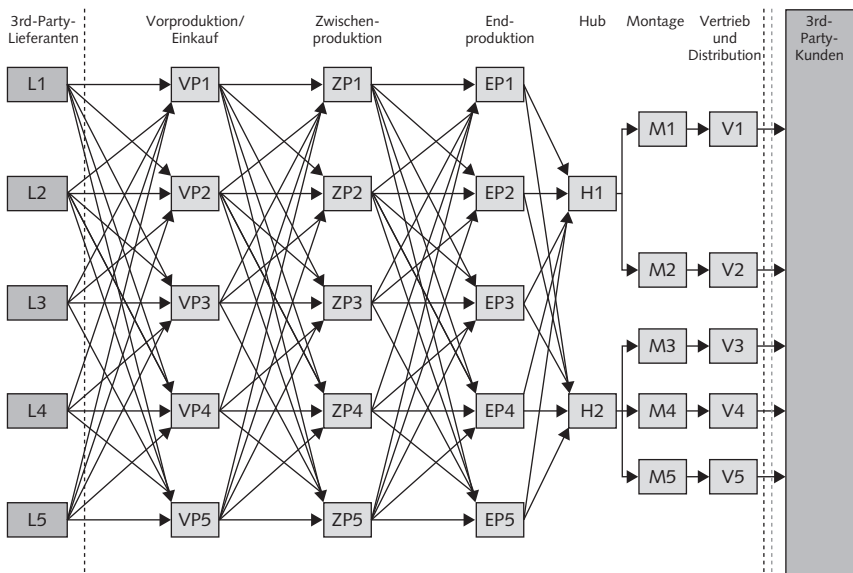 3rd-Party-
Lieferanten
Vorproduktion/
Einkauf
Zwischen-
produktion
End-
produktion
Hub
Montage
Vertrieb
und
Distribution
3rd-
Party-
Kunden
L1
VP1
ZP1
EP1
M1
V1
L2
VP2
ZP2
EP2
H1
M2
V2
L3
VP3
ZP3
EP3
M3
V3
L4
VP4
ZP4
EP4
H2
M4
V4
M5
V5
L5
VP5
ZP5
EP5